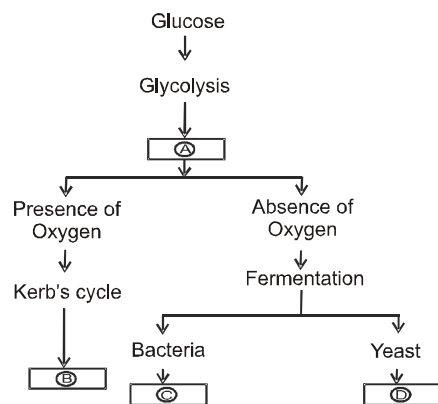 Glucose
Glycolysis
A
Presence of
Oxygen
Absence of
Oxygen
Kerb's cycle
Fermentation
Bacteria
Yeast
B
C
D